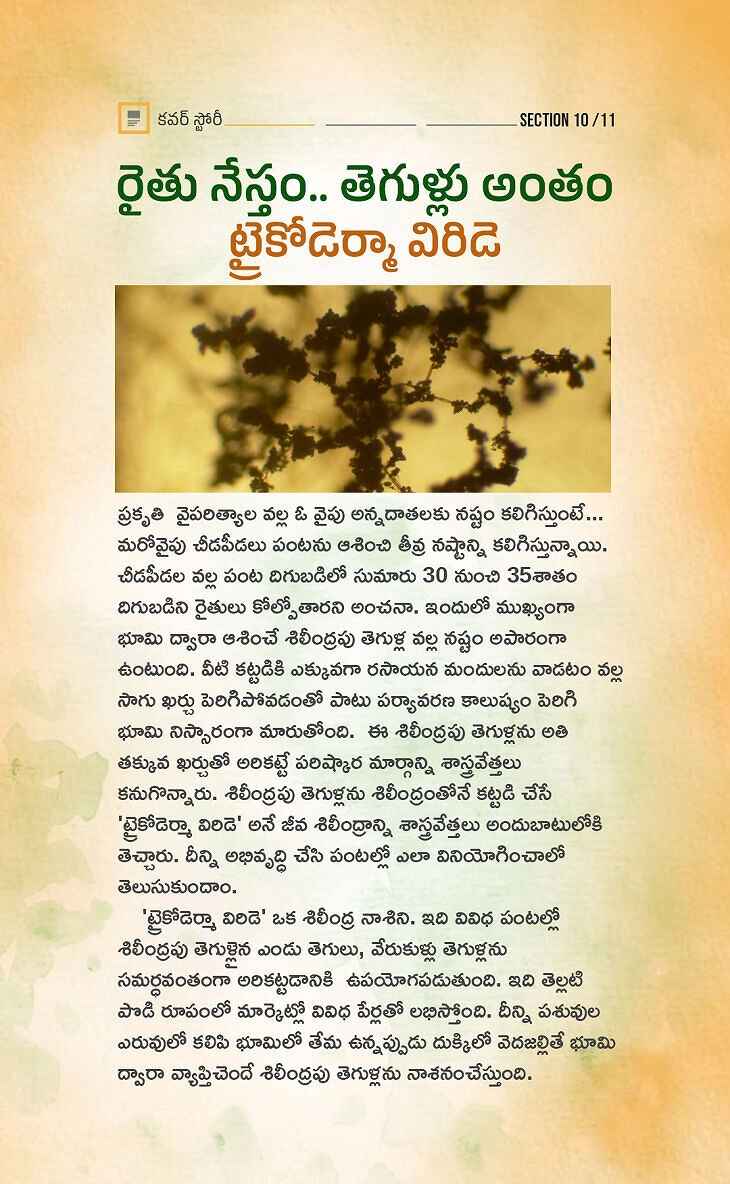 కవర్ స్టోరీ
SECTION 10 /11
రైతు నేస్తం.. తెగుళ్లు అంతం
ట్రైకోడెర్మా విరిడె
ప్రకృతి వైపరిత్యాల వల్ల ఓ వైపు అన్నదాతలకు నష్టం కలిగిస్తుంటే...
మరోవైపు చీడపీడలు పంటను ఆశించి తీవ్ర నష్టాన్ని కలిగిస్తున్నాయి.
చీడపీడల వల్ల పంట దిగుబడిలో సుమారు 30 నుంచి 35శాతం
దిగుబడిని రైతులు కోల్పోతారని అంచనా. ఇందులో ముఖ్యంగా
భూమి ద్వారా ఆశించే శిలీంద్రపు తెగుళ్ల వల్ల నష్టం అపారంగా
ఉంటుంది. వీటి కట్టడికి ఎక్కువగా రసాయన మందులను వాడటం వల్ల
సాగు ఖర్చు పెరిగిపోవడంతో పాటు పర్యావరణ కాలుష్యం పెరిగి
భూమి నిస్సారంగా మారుతోంది. ఈ శిలీంద్రపు తెగుళ్లను అతి
తక్కువ ఖర్చుతో అరికట్టే పరిష్కార మార్గాన్ని శాస్త్రవేత్తలు
కనుగొన్నారు. శిలీంద్రపు తెగుళ్లను శిలీంద్రంతోనే కట్టడి చేసే
'ట్రైకోడెర్మా విరిడె' అనే జీవ శిలీంద్రాన్ని శాస్త్రవేత్తలు అందుబాటులోకి
తెచ్చారు. దీన్ని అభివృద్ధి చేసి పంటల్లో ఎలా వినియోగించాలో
తెలుసుకుందాం.
'ట్రైకోడెర్మా విరిడె' ఒక శిలీంద్ర నాశిని. ఇది వివిధ పంటల్లో
శిలీంద్రపు తెగుళ్లైన ఎండు తెగులు, వేరుకుళ్లు తెగుళ్లను
సమర్ధవంతంగా అరికట్టడానికి ఉపయోగపడుతుంది. ఇది తెల్లటి
పొడి రూపంలో మార్కెట్లో వివిధ పేర్లతో లభిస్తోంది. దీన్ని పశువుల
ఎరువులో కలిపి భూమిలో తేమ ఉన్నప్పుడు దుక్కిలో వెదజల్లితే భూమి
ద్వారా వ్యాప్తిచెందే శిలీంద్రపు తెగుళ్లను నాశనంచేస్తుంది.